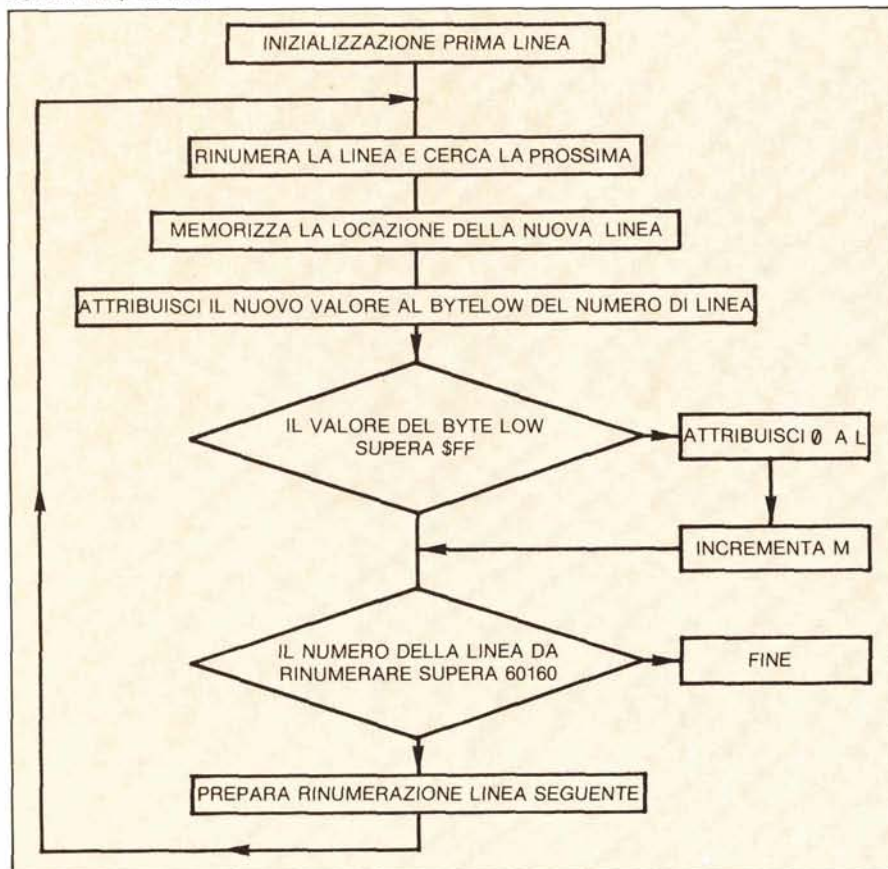 INIZIALIZZAZIONE PRIMA LINEA
RINUMERA LA LINEA E CERCA LA PROSSIMA
MEMORIZZA LA LOCAZIONE DELLA NUOVA LINEA
ATTRIBUISCI IL NUOVO VALORE AL BYTELOW DEL NUMERO DI LINEA
IL VALORE DEL BYTE LOW
SUPERA $FF
ATTRIBUISCI 0 A L
INCREMENTA M
IL NUMERO DELLA LINEA DA
RINUMERARE SUPERA 60160
FINE
PREPARA RINUMERAZIONE LINEA SEGUENTE